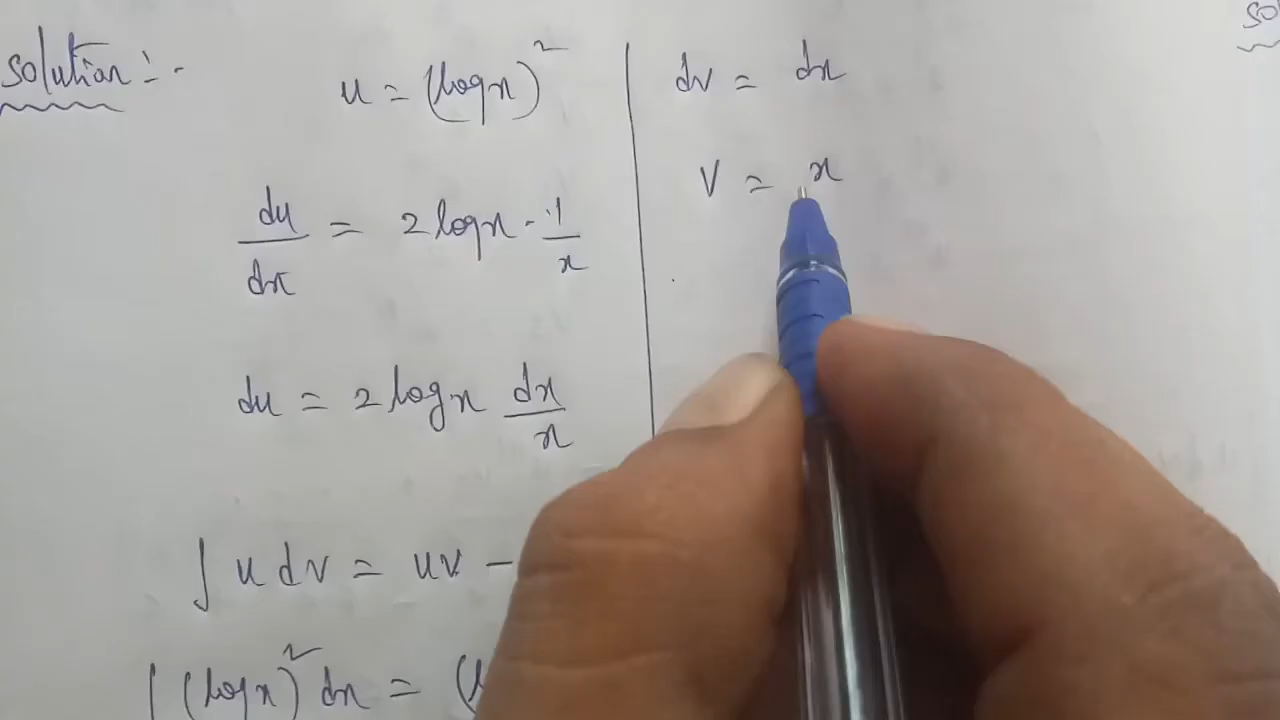 solution:-
u = (log x)²
du/dx = 2 log x · 1/x
du = 2 log x dx/x
dv = dx
v = x
∫ u dv = uv −
∫ (log x)² dx = (
so